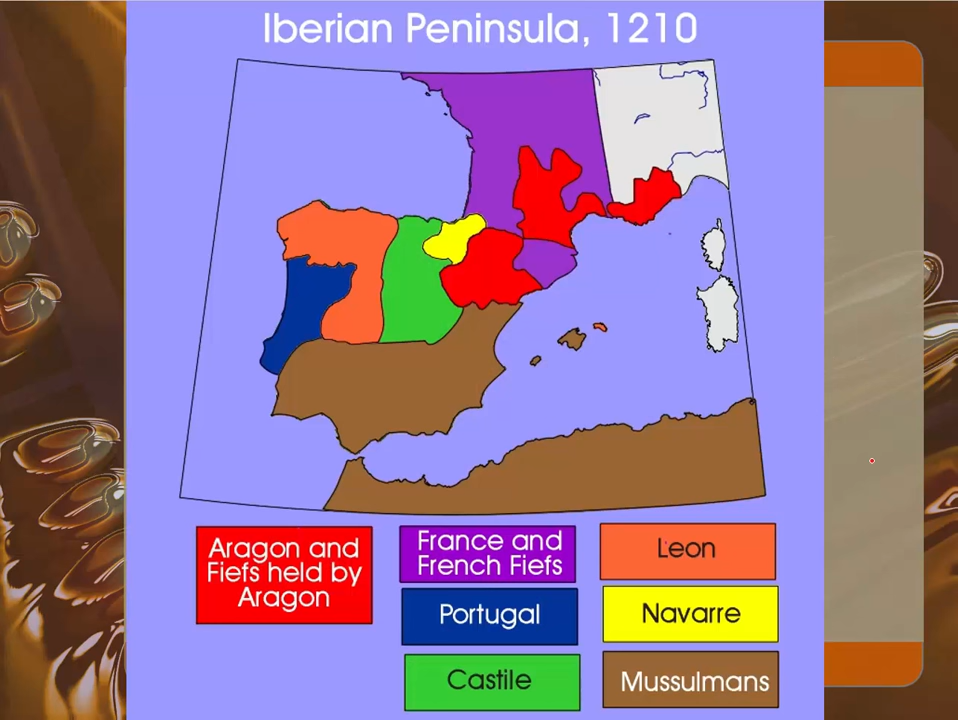 Iberian Peninsula, 1210
Aragon and
Fiefs held by
Aragon
France and
French Fiefs
Leon
Portugal
Navarre
Castile
Mussulmans